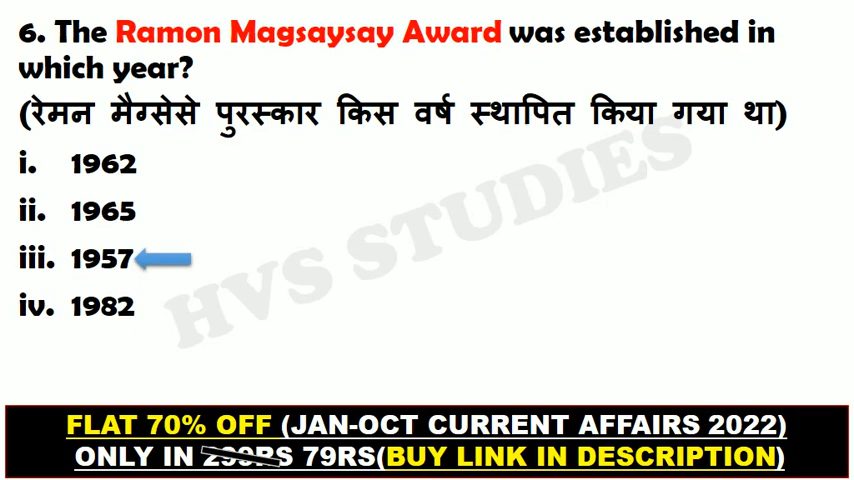 6. The Ramon Magsaysay Award was established in
which year?
(रेमन मैग्सेसे पुरस्कार किस वर्ष स्थापित किया गया था)
i. 1962
ii. 1965
iii. 1957
iv. 1982
HVS STUDIES
FLAT 70% OFF (JAN-OCT CURRENT AFFAIRS 2022)
ONLY IN 299RS 79RS(BUY LINK IN DESCRIPTION)